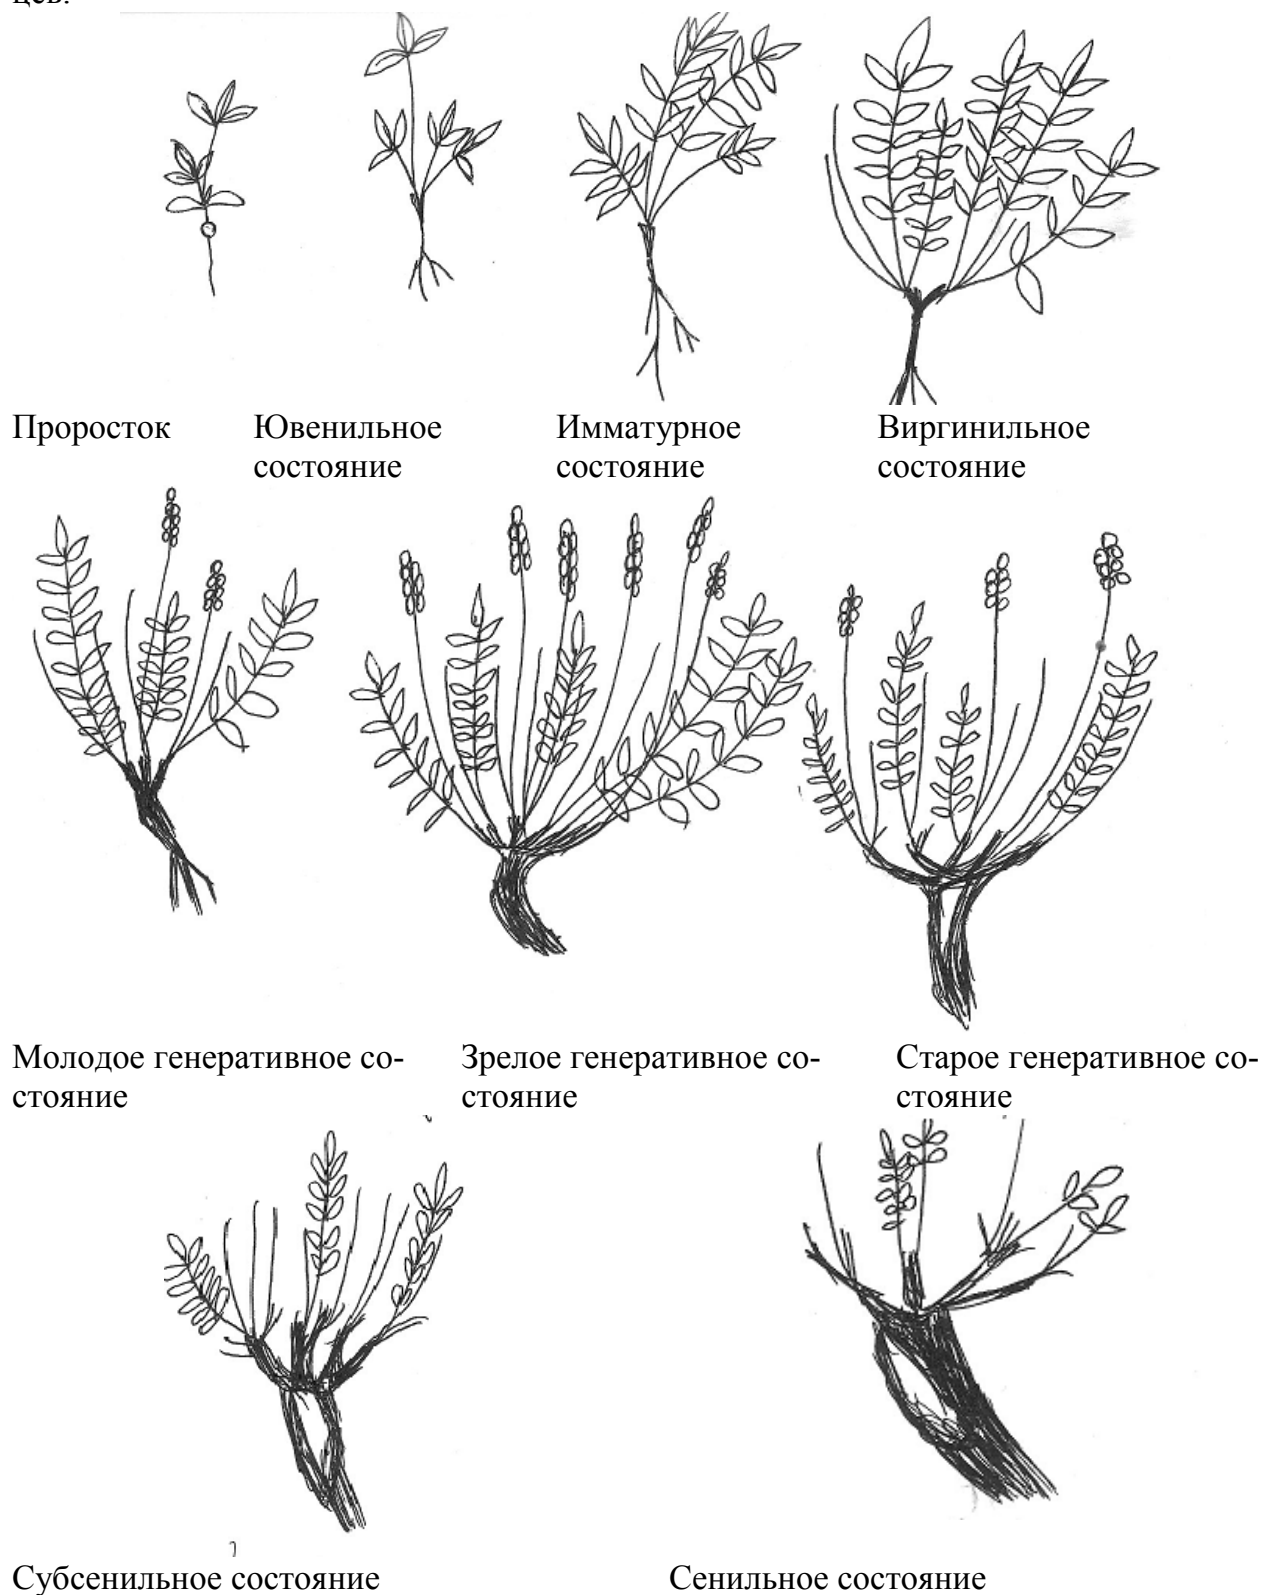 цев.
Проросток Ювенильное Имматурное Виргинильное
состояние состояние состояние
Молодое генеративное со- Зрелое генеративное со- Старое генеративное со-
стояние стояние стояние
Субсенильное состояние Сенильное состояние